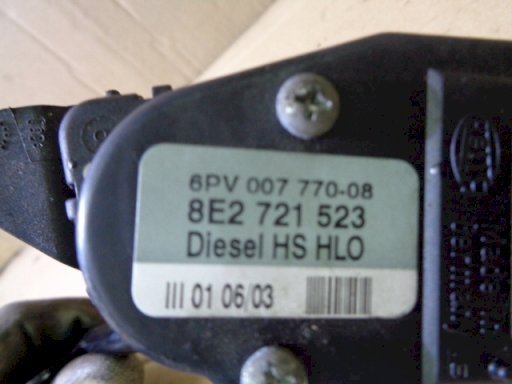 6PV 007 770-08
8E2 721 523
Diesel HS HLO
III 01 06/03